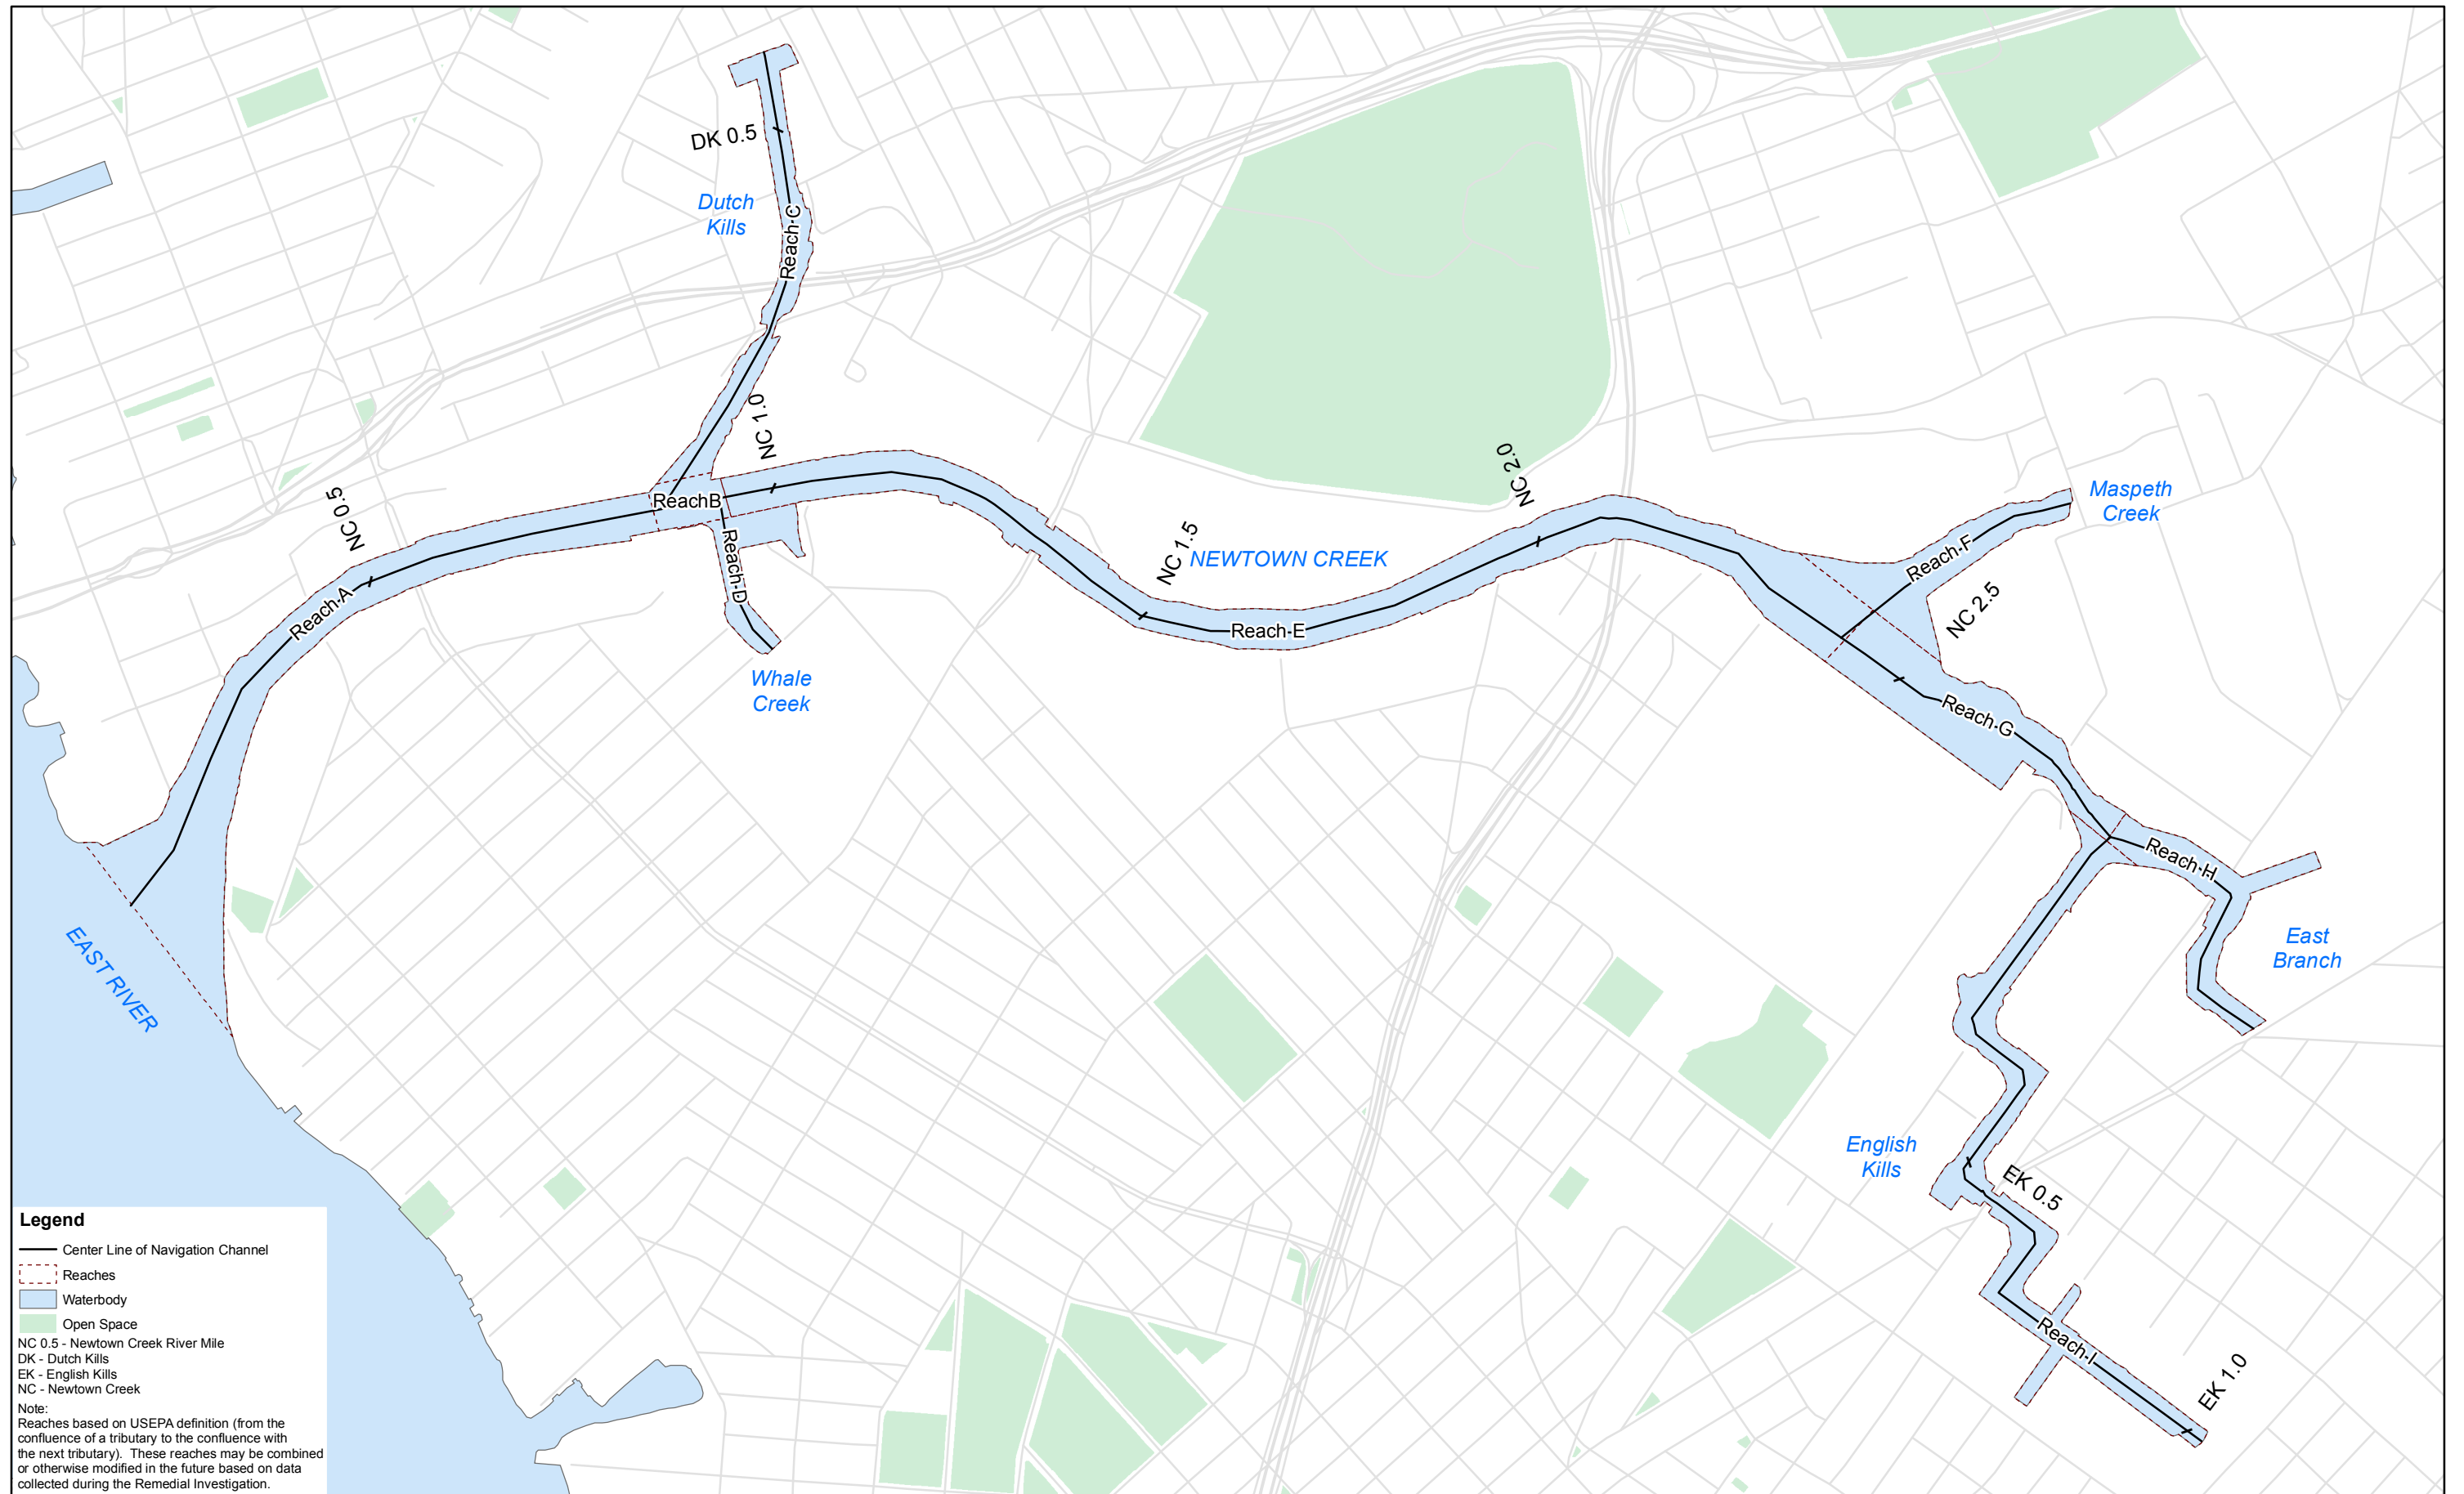 DK 0.5
Dutch
Kills
Reach-C
NC 1.0
NC 0.5
ReachB
Reach-A
Reach-D
Whale
Creek
NC 1.5
NEWTOWN CREEK
Reach-E
NC 2.0
Maspeth
Creek
Reach-F
NC 2.5
Reach-G
Reach-H
East
Branch
EAST RIVER
English
Kills
EK 0.5
Reach-I
EK 1.0
Legend
Center Line of Navigation Channel
Reaches
Waterbody
Open Space
NC 0.5 - Newtown Creek River Mile
DK - Dutch Kills
EK - English Kills
NC - Newtown Creek
Note:
Reaches based on USEPA definition (from the
confluence of a tributary to the confluence with
the next tributary). These reaches may be combined
or otherwise modified in the future based on data
collected during the Remedial Investigation.